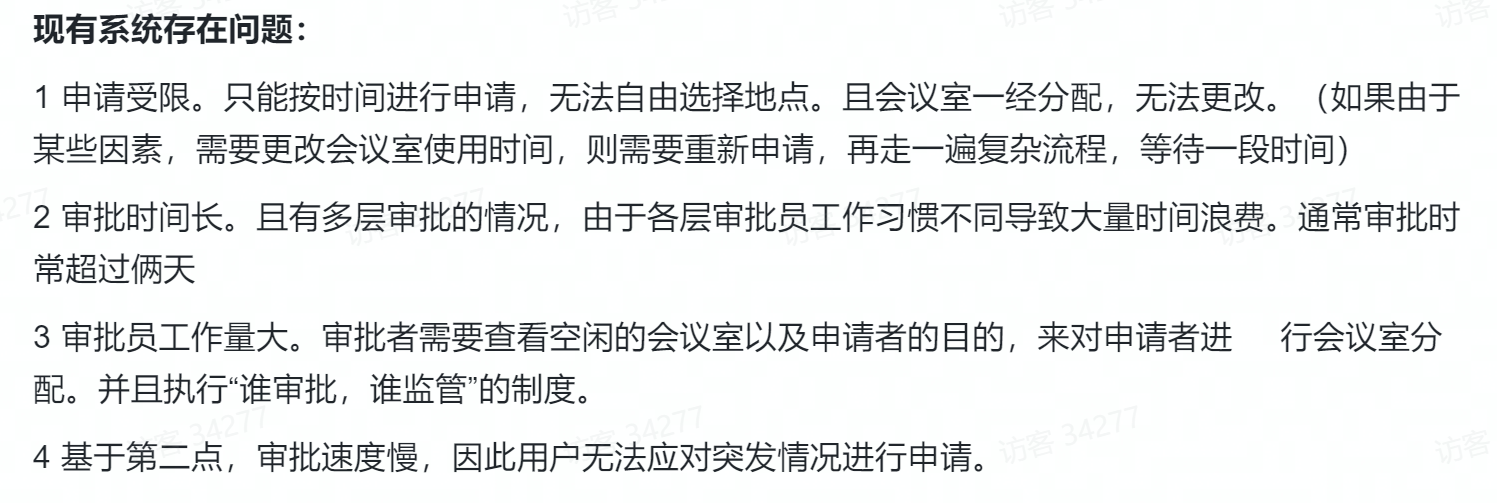 现有系统存在问题：
1 申请受限。只能按时间进行申请，无法自由选择地点。且会议室一经分配，无法更改。（如果由于
某些因素，需要更改会议室使用时间，则需要重新申请，再走一遍复杂流程，等待一段时间）
2 审批时间长。且有多层审批的情况，由于各层审批员工作习惯不同导致大量时间浪费。通常审批时
常超过俩天
3 审批员工作量大。审批者需要查看空闲的会议室以及申请者的目的，来对申请者进 行会议室分
配。并且执行“谁审批，谁监管”的制度。
4 基于第二点，审批速度慢，因此用户无法应对突发情况进行申请。
访客 34277